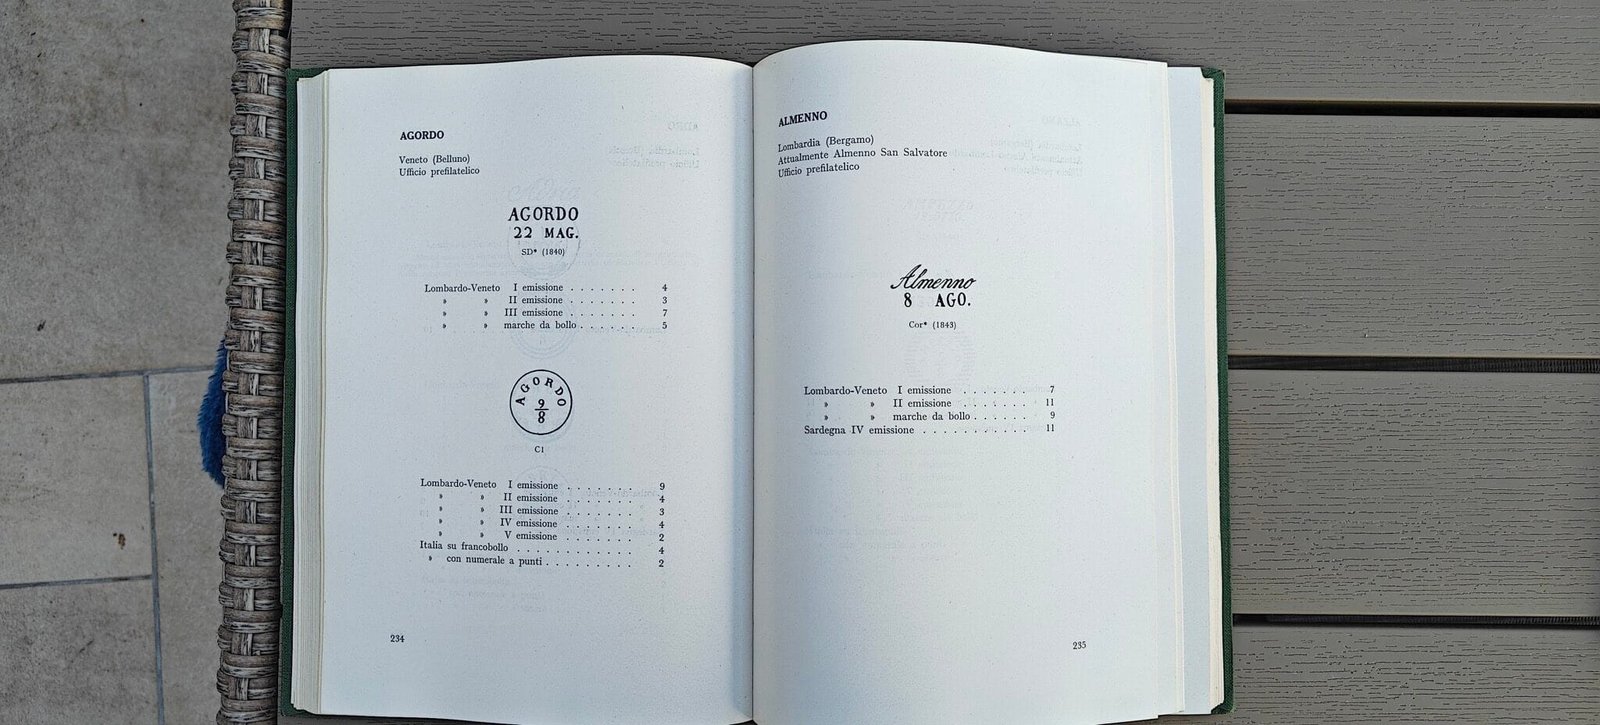 AGORDO
Veneto (Belluno)
Ufficio prefilatelico
AGORDO
22 MAG.
SD* (1840)
Lombardo-Veneto I emissione . . . . . . . 4
» » II emissione . . . . . . . 3
» » III emissione . . . . . . . 7
» » marche da bollo . . . . . . 5
AGORDO
9
8
C1
Lombardo-Veneto I emissione . . . . . . . 9
» » II emissione . . . . . . . 4
» » III emissione . . . . . . . 3
» » IV emissione . . . . . . . 4
» » V emissione . . . . . . . 2
Italia su francobollo . . . . . . . . . . . . 4
» con numerale a punti . . . . . . . . . 2
234
ALMENNO
Lombardia (Bergamo)
Attualmente Almenno San Salvatore
Ufficio prefilatelico
Almenno
8 AGO.
Cor* (1843)
Lombardo-Veneto I emissione . . . . . . . 7
» » II emissione . . . . . . . 11
» » marche da bollo . . . . . . 9
Sardegna IV emissione . . . . . . . . . . . 11
235